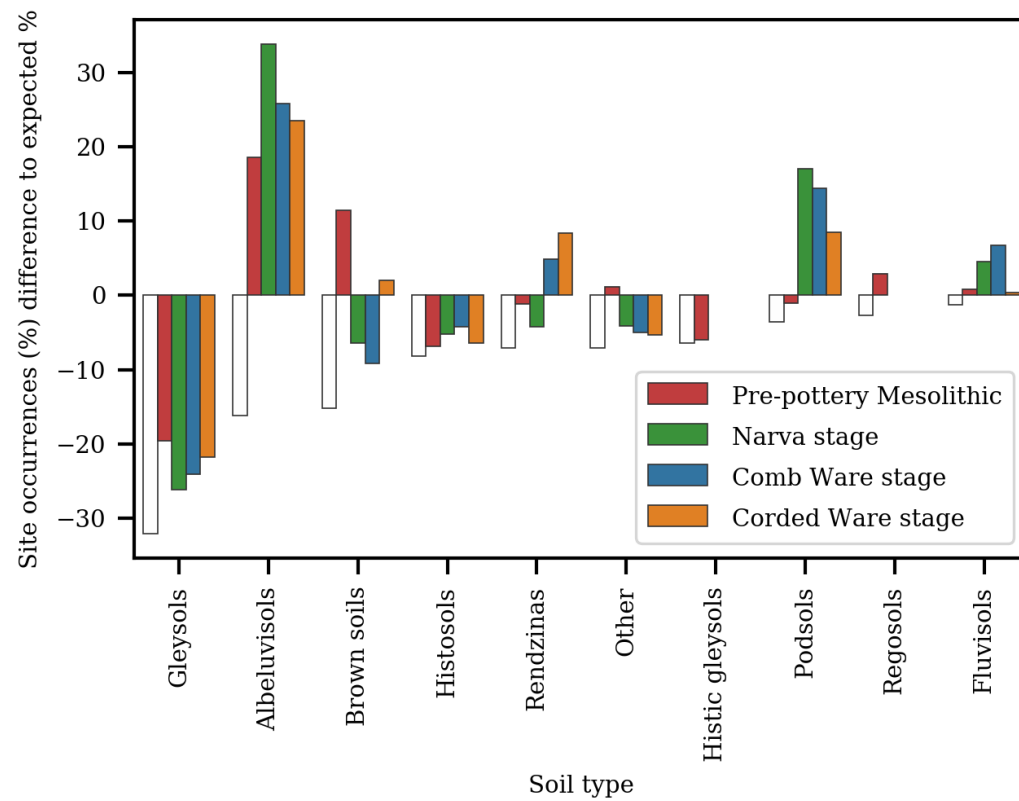 Site occurrences (%) difference to expected %
30
20
10
0
−10
−20
−30
Pre-pottery Mesolithic
Narva stage
Comb Ware stage
Corded Ware stage
Gleysols
Albeluvisols
Brown soils
Histosols
Rendzinas
Other
Histic gleysols
Podsols
Regosols
Fluvisols
Soil type